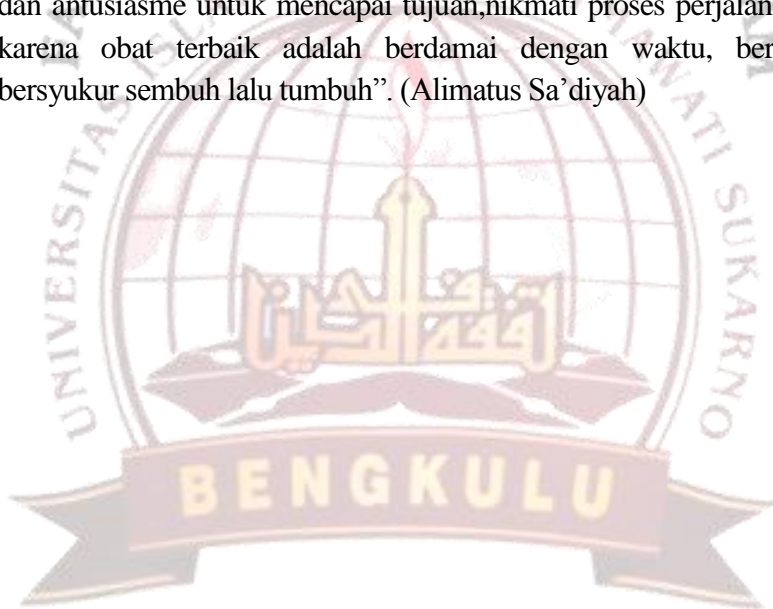 dan antusiasme untuk mencapai tujuan,nikmati proses perjalan
karena obat terbaik adalah berdamai dengan waktu, ber
bersyukur sembuh lalu tumbuh”. (Alimatus Sa’diyah)
UNIVERSITAS
SUKARNO
BENGKULU